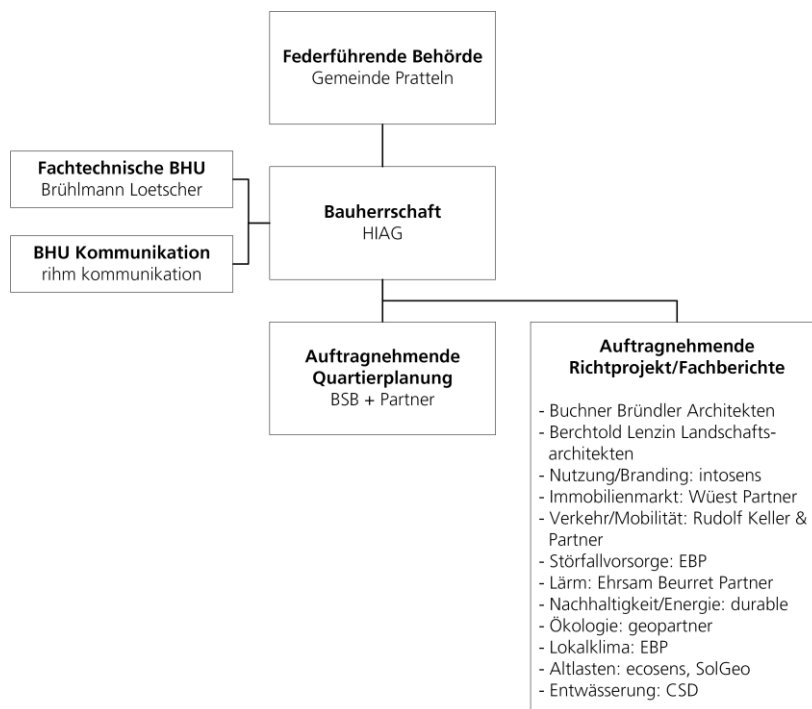 Federführende Behörde
Gemeinde Pratteln
Fachtechnische BHU
Brühlmann Loetscher
BHU Kommunikation
rihm kommunikation
Bauherrschaft
HIAG
Auftragnehmende
Quartierplanung
BSB + Partner
Auftragnehmende
Richtprojekt/Fachberichte
- Buchner Bründler Architekten
- Berchtold Lenzin Landschafts-
architekten
- Nutzung/Branding: intosens
- Immobilienmarkt: Wüest Partner
- Verkehr/Mobilität: Rudolf Keller &
Partner
- Störfallvorsorge: EBP
- Lärm: Ehrsam Beurret Partner
- Nachhaltigkeit/Energie: durable
- Ökologie: geopartner
- Lokalklima: EBP
- Altlasten: ecosens, SolGeo
- Entwässerung: CSD